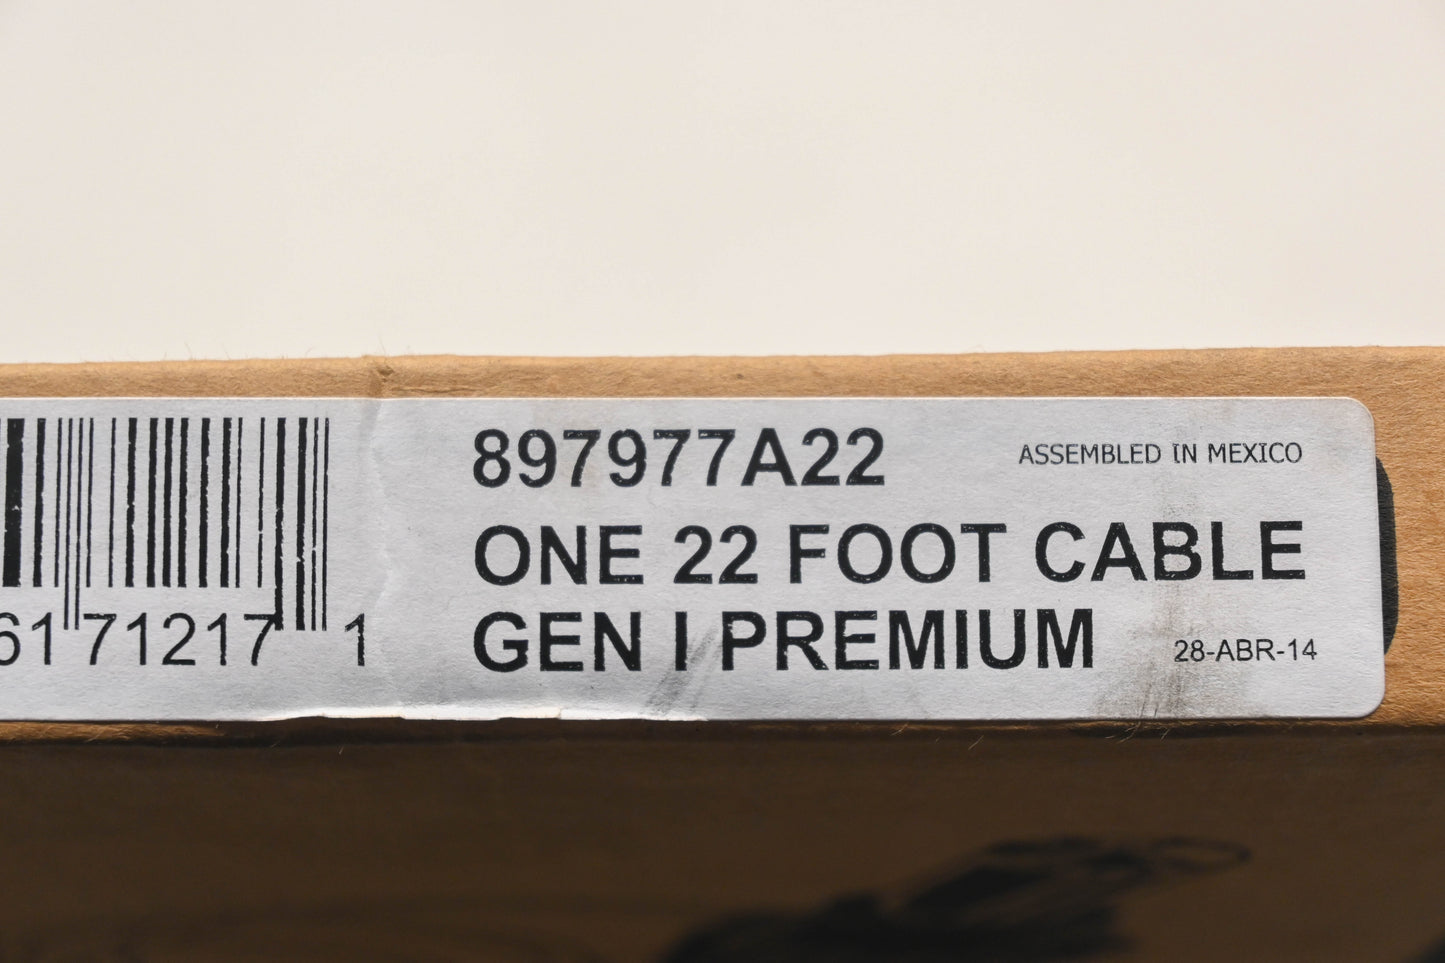 897977A22
ASSEMBLED IN MEXICO
ONE 22 FOOT CABLE
GEN I PREMIUM
28-ABR-14
61 71217 1